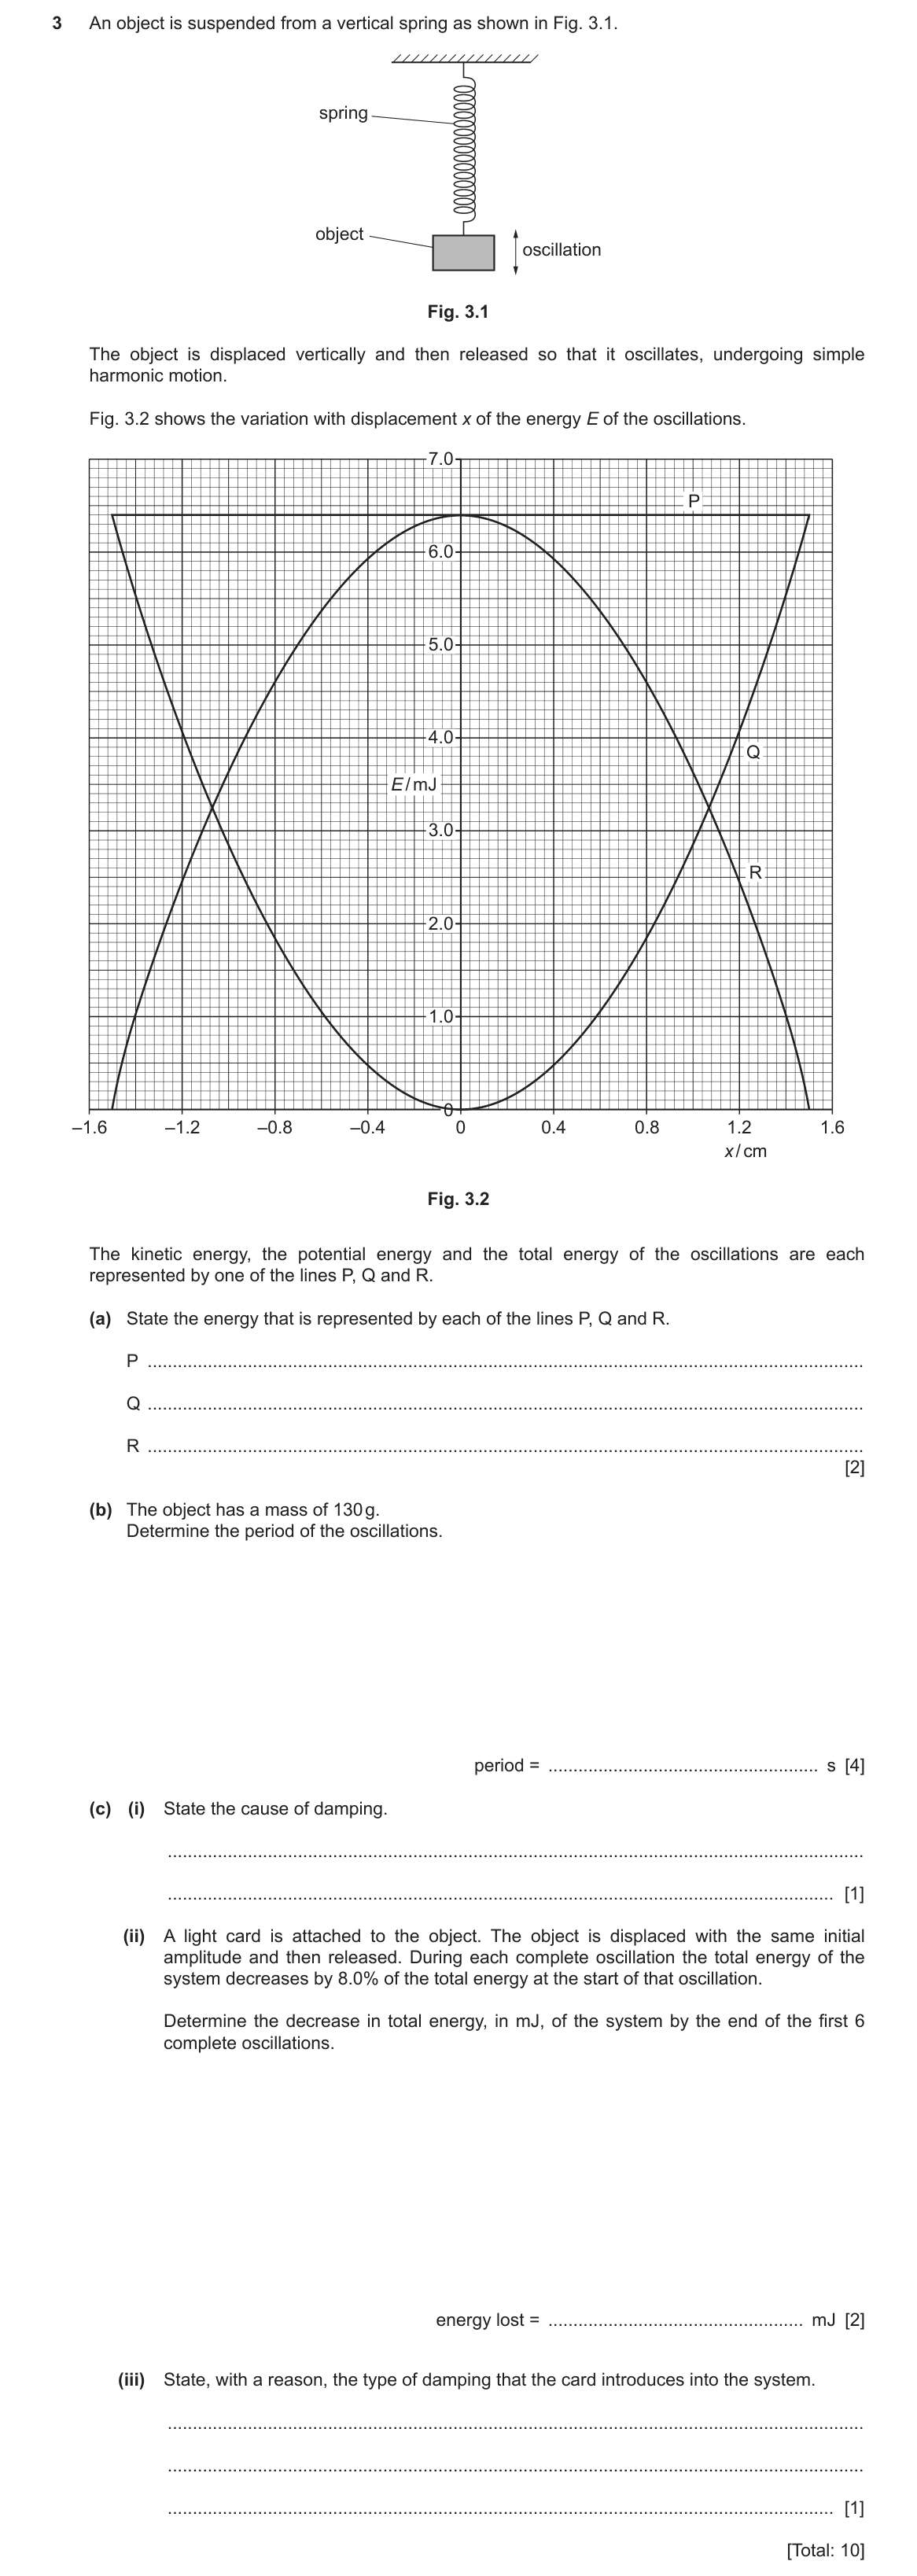 3 An object is suspended from a vertical spring as shown in Fig. 3.1.
spring
object
oscillation
Fig. 3.1
The object is displaced vertically and then released so that it oscillates, undergoing simple
harmonic motion.
Fig. 3.2 shows the variation with displacement x of the energy E of the oscillations.
7.0
P
6.0
5.0
4.0
Q
E/mJ
3.0
R
2.0
1.0
0
–1.6 –1.2 –0.8 –0.4 0 0.4 0.8 1.2 1.6
x/cm
Fig. 3.2
The kinetic energy, the potential energy and the total energy of the oscillations are each
represented by one of the lines P, Q and R.
(a) State the energy that is represented by each of the lines P, Q and R.
P ..........
Q ..........
R ..........
[2]
(b) The object has a mass of 130 g.
Determine the period of the oscillations.
period = .......... s [4]
(c) (i) State the cause of damping.
..........
.......... [1]
(ii) A light card is attached to the object. The object is displaced with the same initial
amplitude and then released. During each complete oscillation the total energy of the
system decreases by 8.0% of the total energy at the start of that oscillation.
Determine the decrease in total energy, in mJ, of the system by the end of the first 6
complete oscillations.
energy lost = .......... mJ [2]
(iii) State, with a reason, the type of damping that the card introduces into the system.
..........
..........
.......... [1]
[Total: 10]